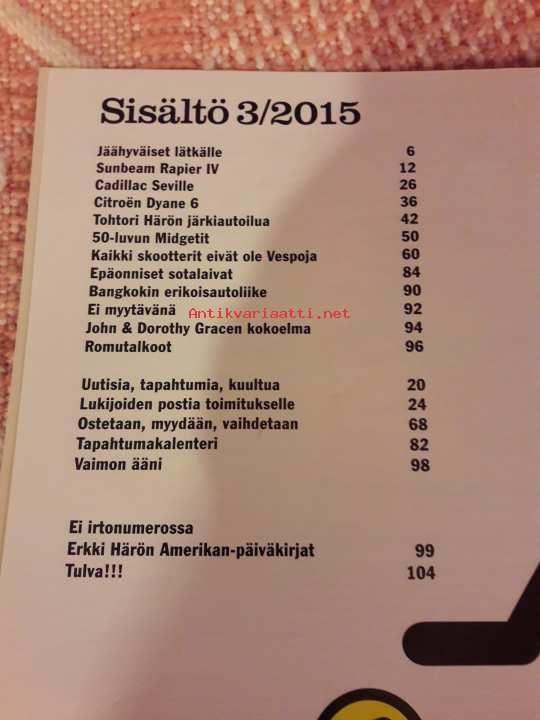 Sisältö 3/2015
Jäähyväiset lätkälle 6
Sunbeam Rapier IV 12
Cadillac Seville 26
Citroën Dyane 6 36
Tohtori Härön järkiautoilua 42
50-luvun Midgetit 50
Kaikki skootterit eivät ole Vespoja 60
Epäonniset sotalaivat 84
Bangkokin erikoisautoliike 90
Ei myytävänä 92
Antikvariaatti.net
John & Dorothy Gracen kokoelma 94
Romutalkoot 96
Uutisia, tapahtumia, kuultua 20
Lukijoiden postia toimitukselle 24
Ostetaan, myydään, vaihdetaan 68
Tapahtumakalenteri 82
Vaimon ääni 98
Ei irtonumerossa
Erkki Härön Amerikan-päiväkirjat 99
Tulva!!! 104